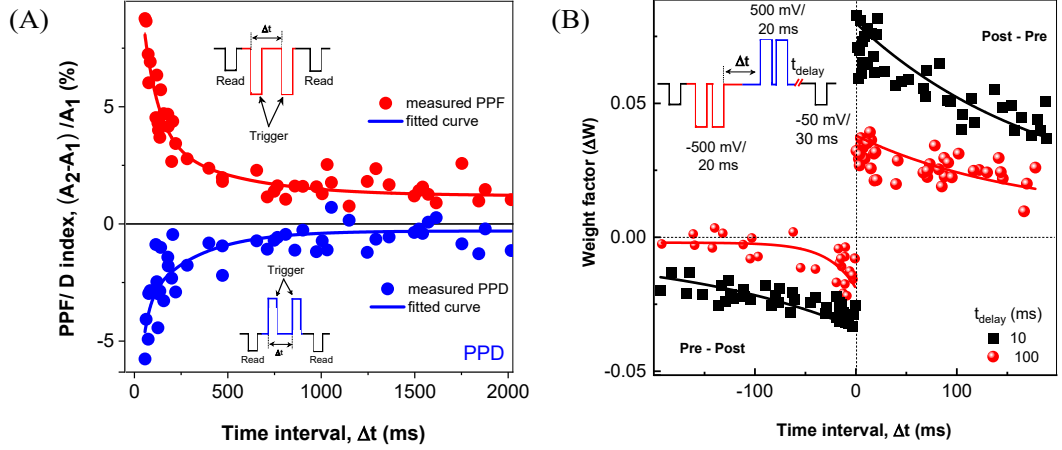 (A)
PPF/ D index, (A₂-A₁) /A₁ (%)
5
0
-5
Δt
Read
Read
Trigger
measured PPF
fitted curve
Trigger
measured PPD
fitted curve
Δt
Read
Read
PPD
0
500
1000
1500
2000
Time interval, Δt (ms)
(B)
Weight factor (ΔW)
0.05
0.00
-0.05
500 mV/
20 ms
Δt
t_delay
-50 mV/
30 ms
-500 mV/
20 ms
Post - Pre
Pre - Post
t_delay (ms)
10
100
-100
0
100
Time interval, Δt (ms)